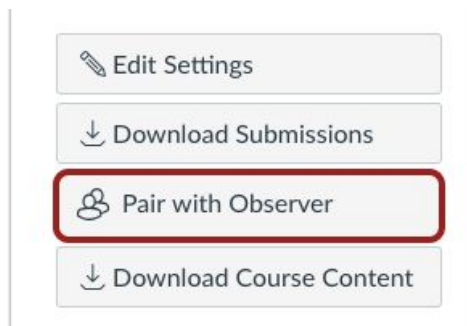 Edit Settings
Download Submissions
Pair with Observer
Download Course Content